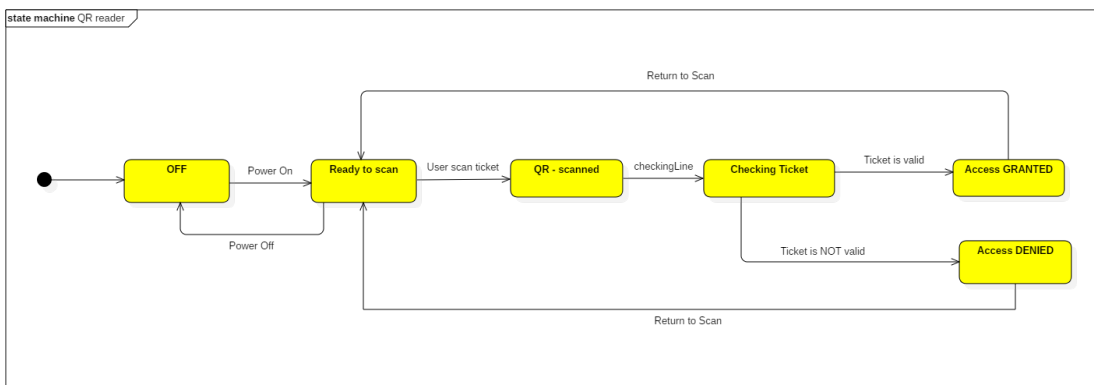 state machine QR reader
Return to Scan
OFF
Power On
Ready to scan
User scan ticket
QR - scanned
checkingLine
Checking Ticket
Ticket is valid
Access GRANTED
Power Off
Ticket is NOT valid
Access DENIED
Return to Scan